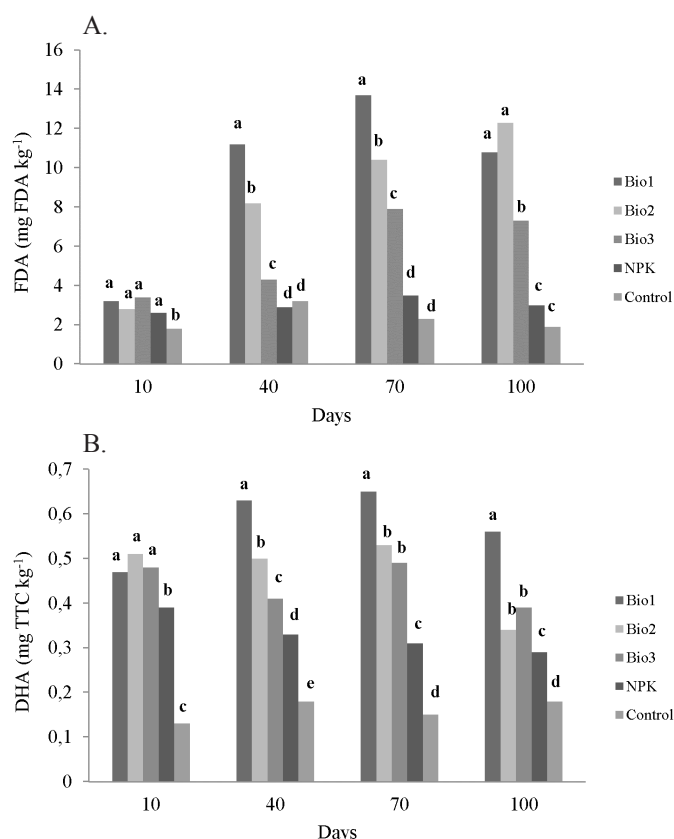 A.
16
14
12
10
8
6
4
2
0
FDA (mg FDA kg-1)
a a a a b
a b c d d
a b c d d
a a b c c
10 40 70 100
Days
Bio1
Bio2
Bio3
NPK
Control
B.
0,7
0,6
0,5
0,4
0,3
0,2
0,1
0
DHA (mg TTC kg-1)
a a a b c
a b c d e
a b b c d
a b b c d
10 40 70 100
Days
Bio1
Bio2
Bio3
NPK
Control